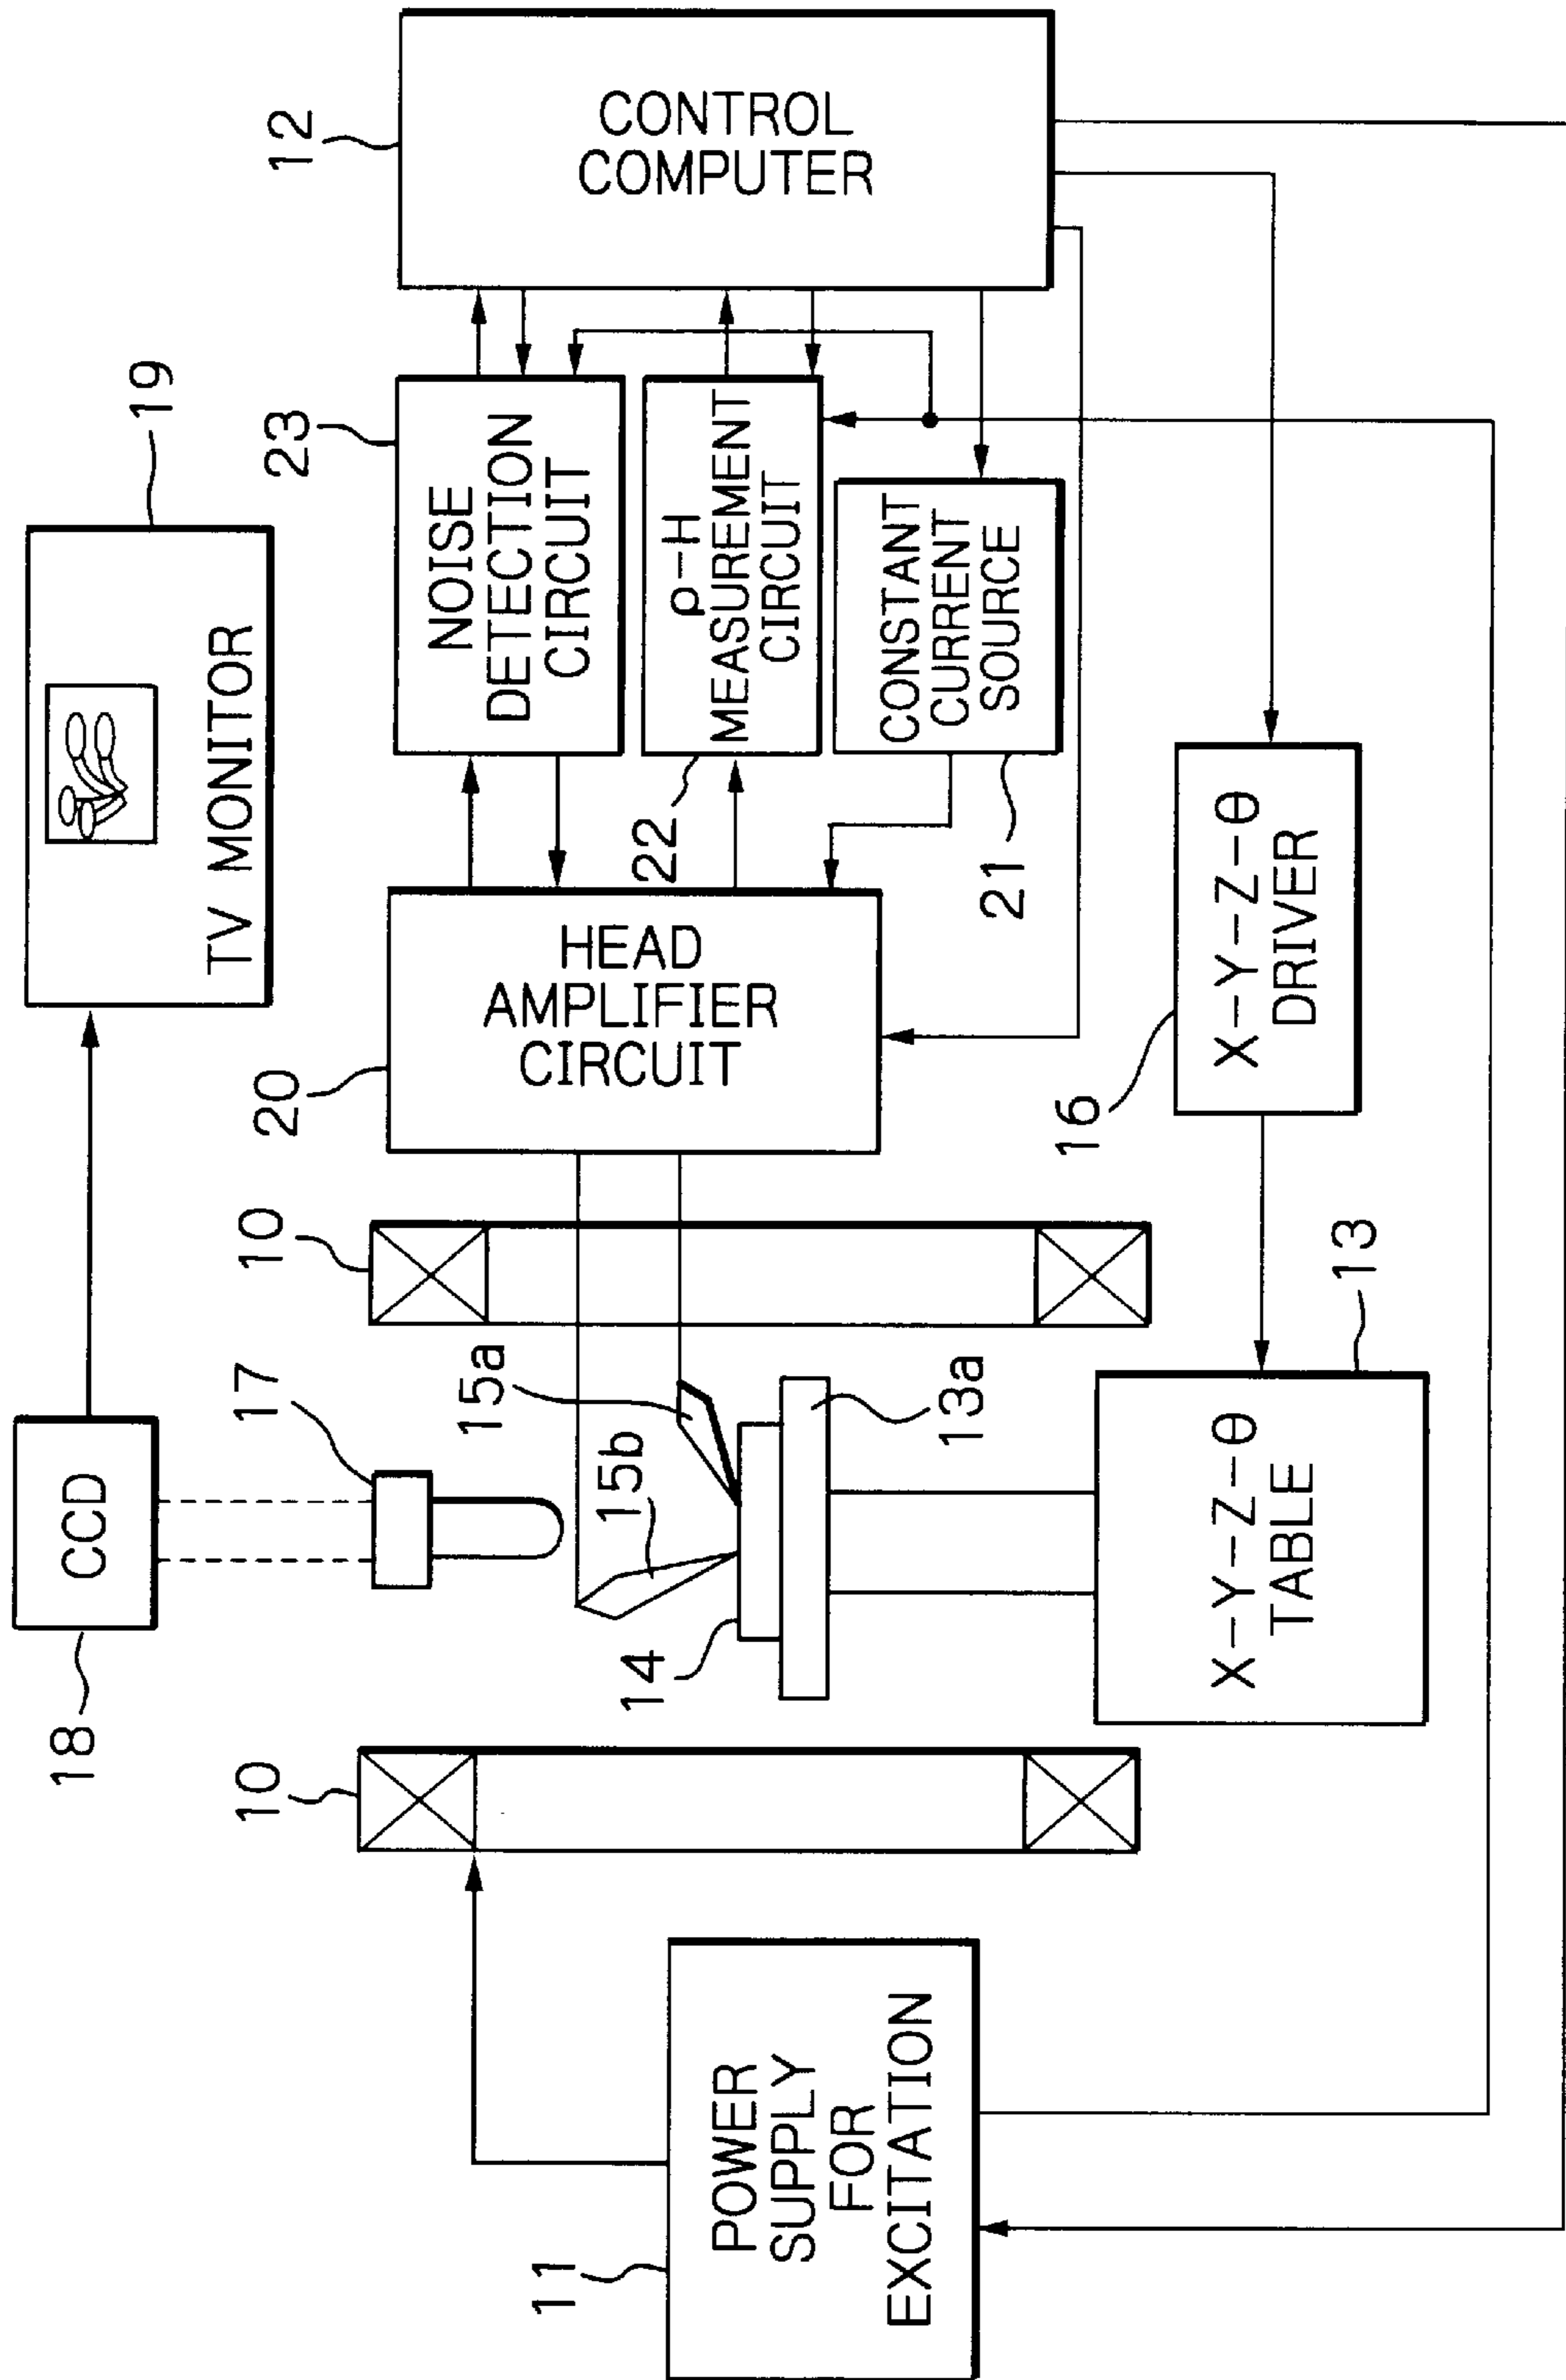 18
CCD
17
19
TV MONITOR
12
CONTROL
COMPUTER
23
NOISE
DETECTION
CIRCUIT
22
ρ-H
MEASUREMENT
CIRCUIT
21
CONSTANT
CURRENT
SOURCE
20
HEAD
AMPLIFIER
CIRCUIT
10
10
15a
15b
14
13a
16
X-Y-Z-θ
DRIVER
13
X-Y-Z-θ
TABLE
11
POWER
SUPPLY
FOR
EXCITATION